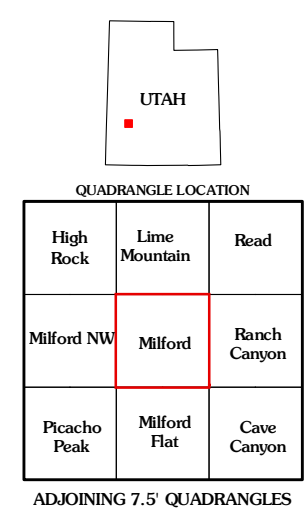 UTAH
QUADRANGLE LOCATION
High
Rock
Lime
Mountain
Read
Milford NW
Milford
Ranch
Canyon
Picacho
Peak
Milford
Flat
Cave
Canyon
ADJOINING 7.5' QUADRANGLES